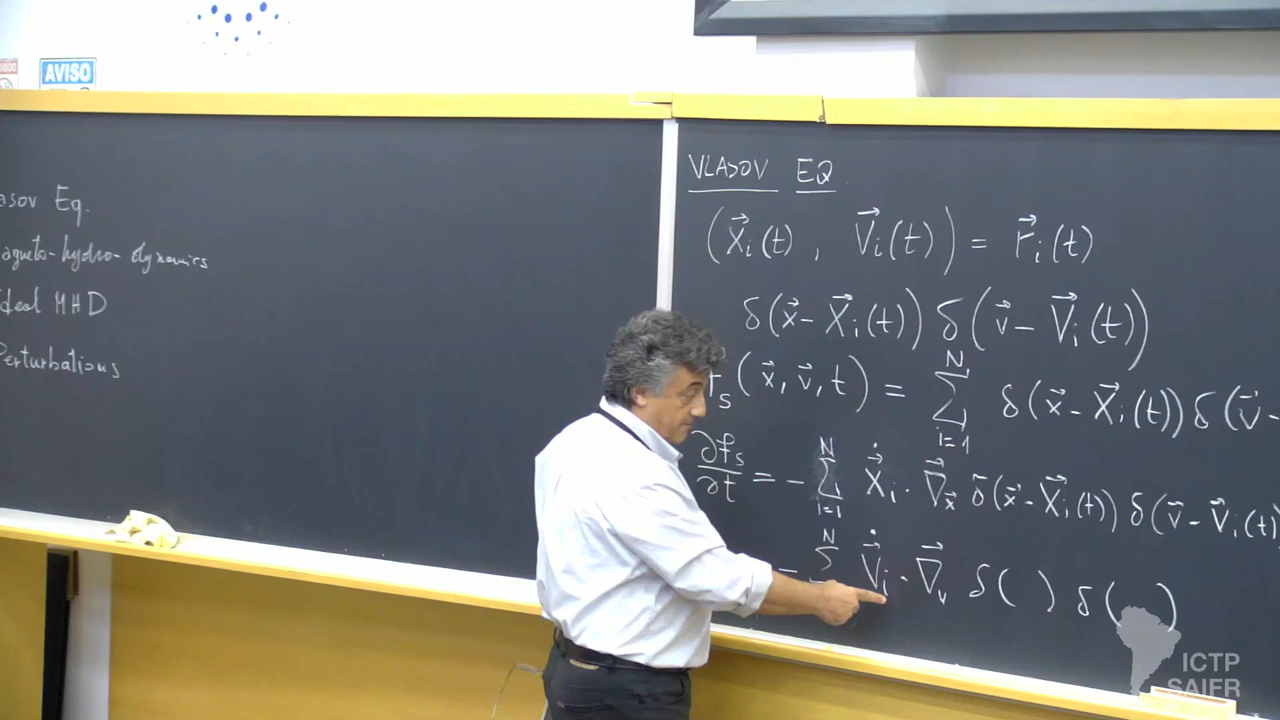 AVISO
asov Eq.
agneto-hydro-dynamics
deal MHD
Perturbations
VLASOV EQ
(X⃗ᵢ(t), V⃗ᵢ(t)) = r⃗ᵢ(t)
δ(x⃗ - X⃗ᵢ(t)) δ(v⃗ - V⃗ᵢ(t))
fₛ(x⃗, v⃗, t) = Σᵢ₌₁ᴺ δ(x⃗ - X⃗ᵢ(t)) δ(v⃗ -
∂fₛ/∂t = - Σᵢ₌₁ᴺ Ẋ⃗ᵢ · ∇⃗ₓ⃗ δ(x⃗ - X⃗ᵢ(t)) δ(v⃗ - V⃗ᵢ(t)
- Σᴺ V̇⃗ᵢ · ∇⃗ᵥ δ( ) δ( )
ICTP
SAIFR